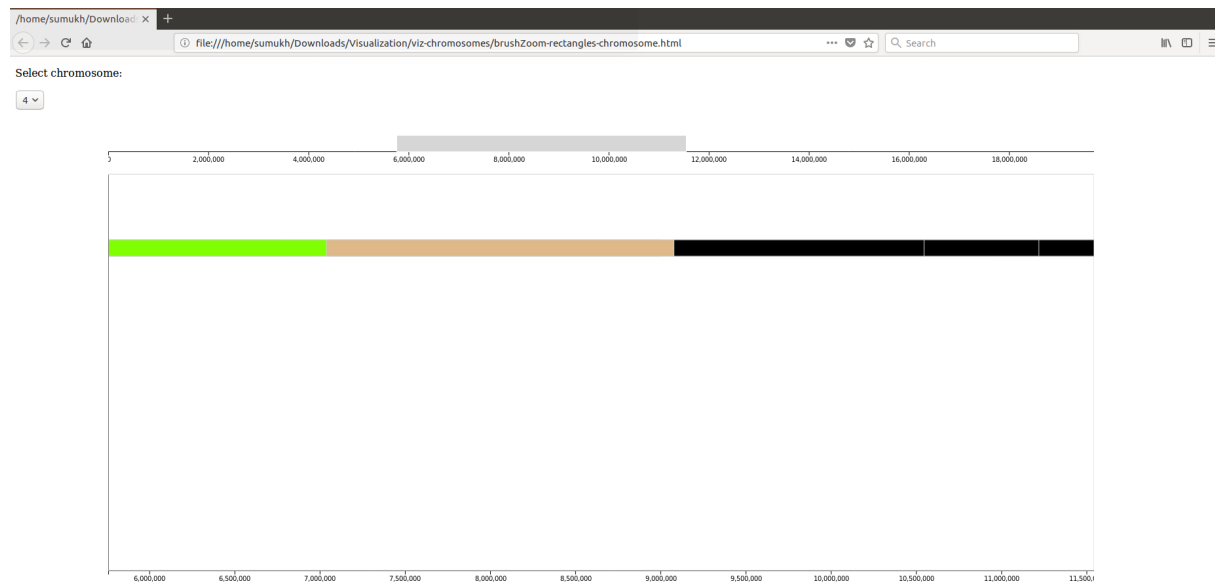 /home/sumukh/Download
file:///home/sumukh/Downloads/Visualization/viz-chromosomes/brushZoom-rectangles-chromosome.html
Search
Select chromosome:
4
2,000,000 4,000,000 6,000,000 8,000,000 10,000,000 12,000,000 14,000,000 16,000,000 18,000,000
6,000,000 6,500,000 7,000,000 7,500,000 8,000,000 8,500,000 9,000,000 9,500,000 10,000,000 10,500,000 11,000,000 11,500,